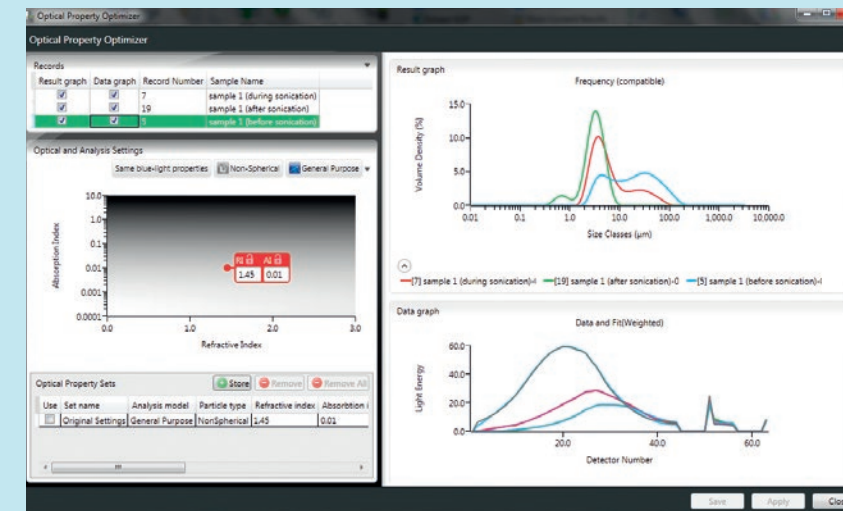 Optical Property Optimizer
Optical Property Optimizer
Records
Result graph Data graph Record Number Sample Name
7 sample 1 (during sonication)
19 sample 1 (after sonication)
5 sample 1 (before sonication)
Optical and Analysis Settings
Same blue-light properties Non-Spherical General Purpose
10.0
1.0
0.1
0.01
0.001
0.0001
Absorption Index
RI AI
1.45 0.01
0.0 1.0 2.0 3.0
Refractive Index
Optical Property Sets Store Remove Remove All
Use Set name Analysis model Particle type Refractive index Absorbtion i
Original Settings General Purpose NonSpherical 1.45 0.01
Result graph
Frequency (compatible)
15.0
10.0
5.0
0.0
Volume Density (%)
0.01 0.1 1.0 10.0 100.0 1,000.0 10,000.0
Size Classes (μm)
[7] sample 1 (during sonication)- [19] sample 1 (after sonication)-0 [5] sample 1 (before sonication)-
Data graph
Data and Fit(Weighted)
60.0
40.0
20.0
0.0
Light Energy
20.0 40.0 60.0
Detector Number
Save Apply Clos